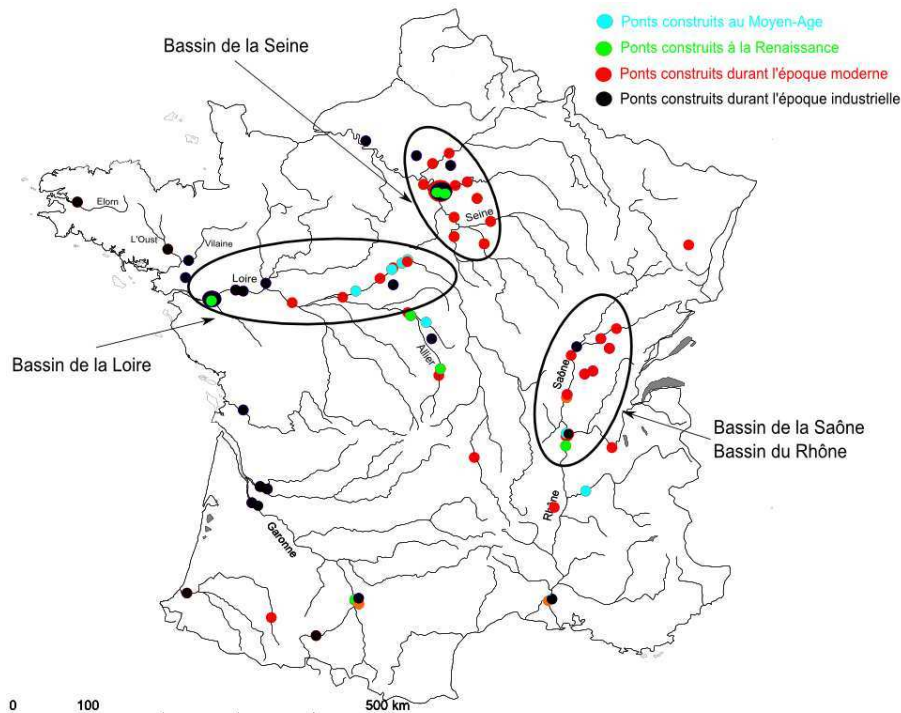 Ponts construits au Moyen-Age
Bassin de la Seine
Ponts construits à la Renaissance
Ponts construits durant l'époque moderne
Ponts construits durant l'époque industrielle
Elorn
Seine
L'Oust
Vilaine
Loire
Bassin de la Loire
Allier
Saône
Bassin de la Saône
Bassin du Rhône
Rhône
Garonne
0 100 500 km